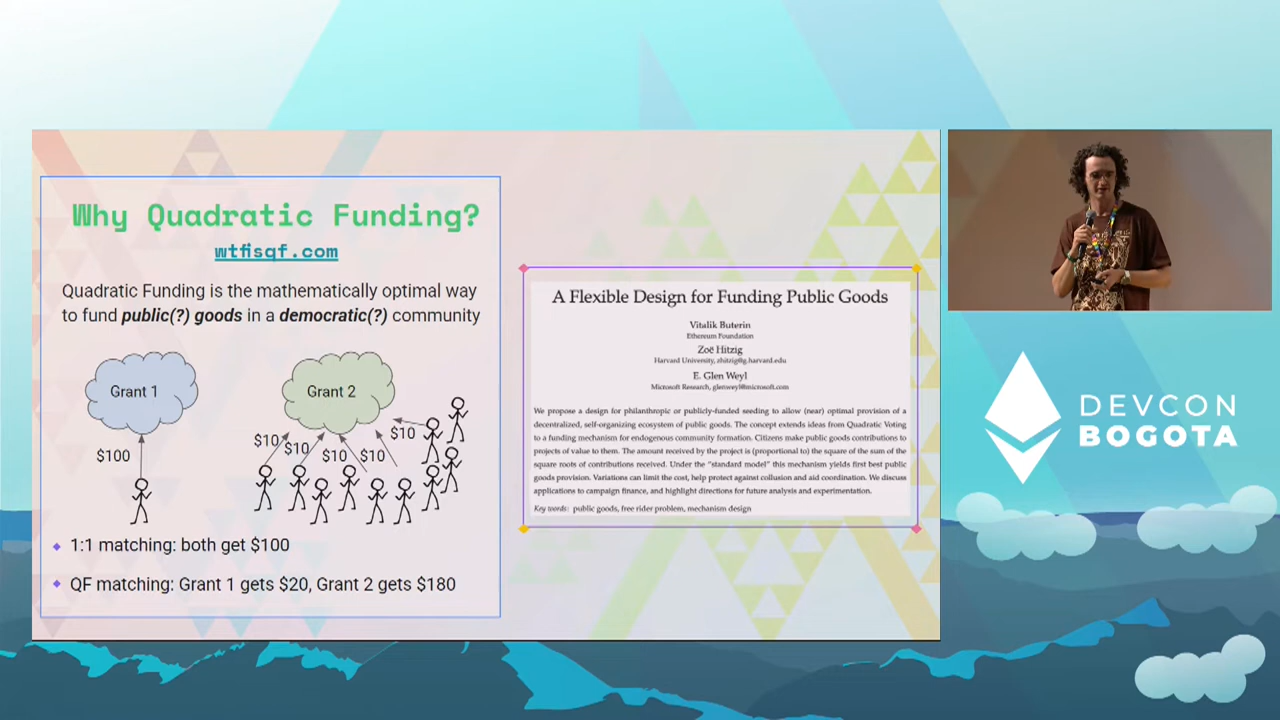 Why Quadratic Funding?
wtfisqf.com
Quadratic Funding is the mathematically optimal way
to fund public(?) goods in a democratic(?) community
Grant 1
Grant 2
$100
$10
$10
$10
$10
$10
1:1 matching: both get $100
QF matching: Grant 1 gets $20, Grant 2 gets $180
A Flexible Design for Funding Public Goods
Vitalik Buterin
Ethereum Foundation
Zoë Hitzig
Harvard University, zhitzig@g.harvard.edu
E. Glen Weyl
Microsoft Research, glenweyl@microsoft.com
We propose a design for philanthropic or publicly-funded seeding to allow (near) optimal provision of a
decentralized, self-organizing ecosystem of public goods. The concept extends ideas from Quadratic Voting
to a funding mechanism for endogenous community formation. Citizens make public goods contributions to
projects of value to them. The amount received by the project is (proportional to) the square of the sum of the
square roots of contributions received. Under the "standard model" this mechanism yields first best public
goods provision. Variations can limit the cost, help protect against collusion and aid coordination. We discuss
applications to campaign finance, and highlight directions for future analysis and experimentation.
Key words: public goods, free rider problem, mechanism design
DEVCON
BOGOTA